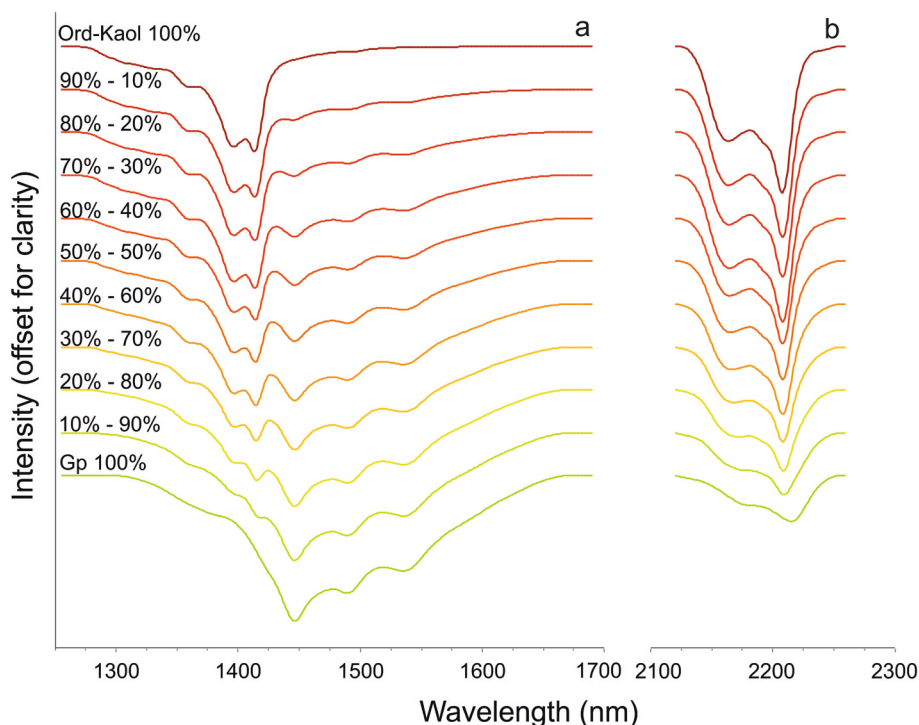 a
b
Ord-Kaol 100%
90% - 10%
80% - 20%
70% - 30%
60% - 40%
50% - 50%
40% - 60%
30% - 70%
20% - 80%
10% - 90%
Gp 100%
Intensity (offset for clarity)
1300 1400 1500 1600 1700 2100 2200 2300
Wavelength (nm)